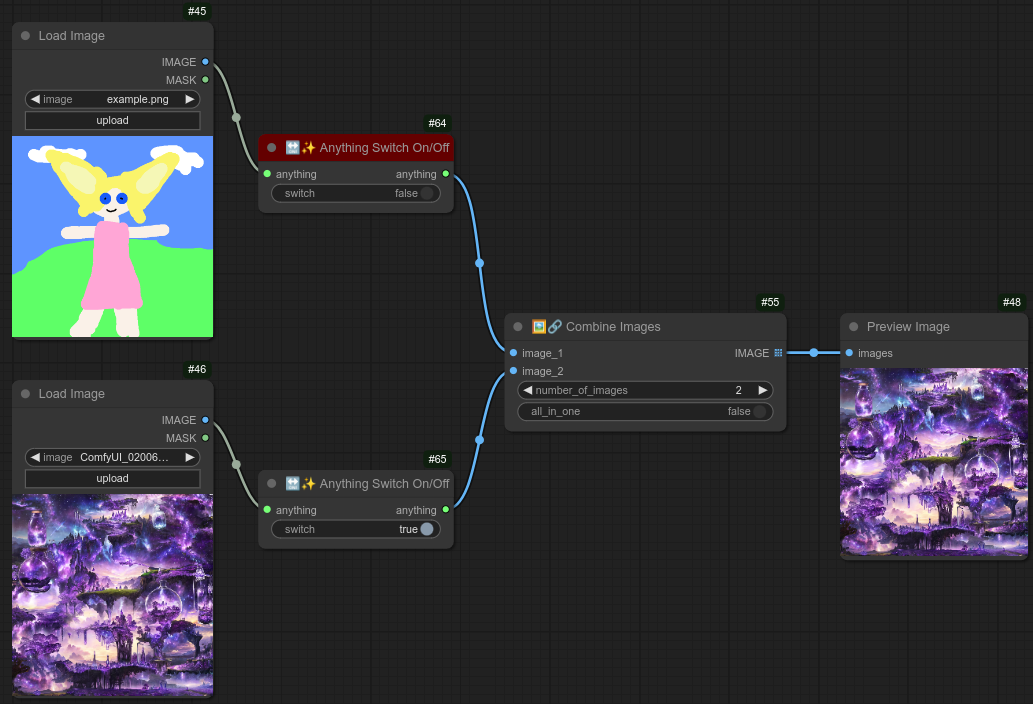 #45
Load Image
IMAGE
MASK
image example.png
upload
#64
Anything Switch On/Off
anything anything
switch false
#55
Combine Images
image_1 IMAGE
image_2
number_of_images 2
all_in_one false
#48
Preview Image
images
#46
Load Image
IMAGE
MASK
image ComfyUI_02006...
upload
#65
Anything Switch On/Off
anything anything
switch true